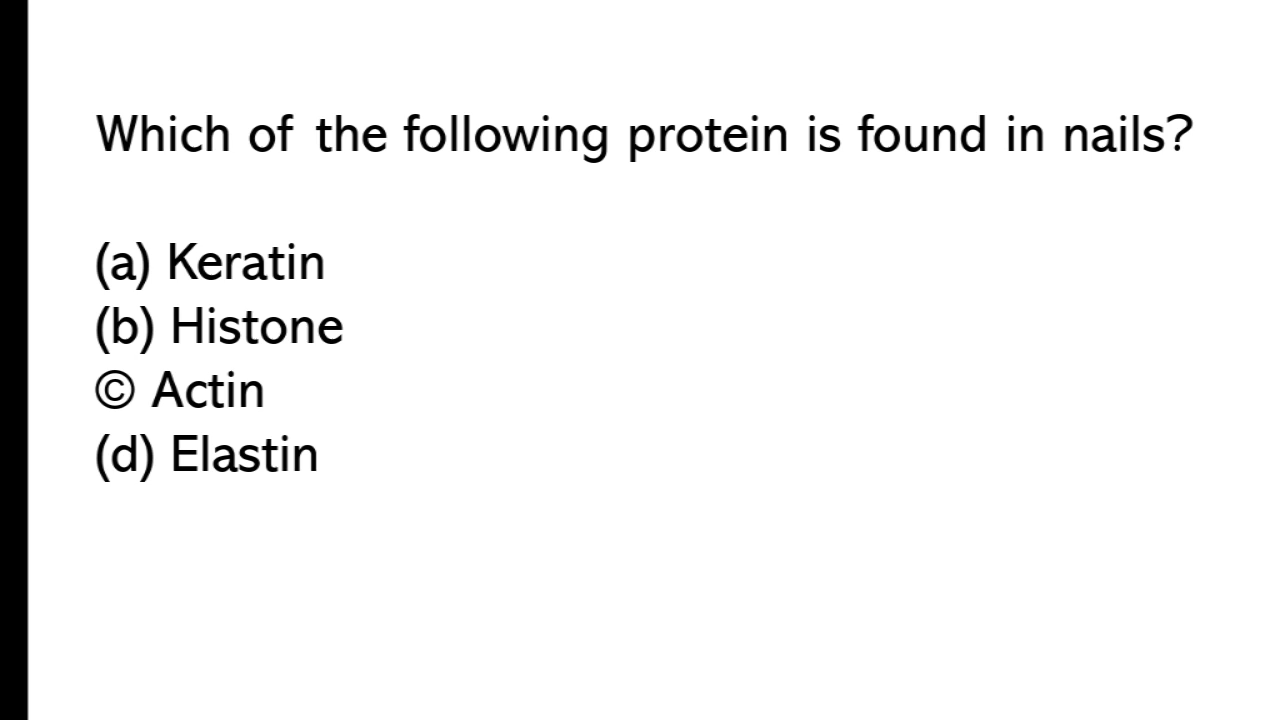 Which of the following protein is found in nails?
(a) Keratin
(b) Histone
© Actin
(d) Elastin